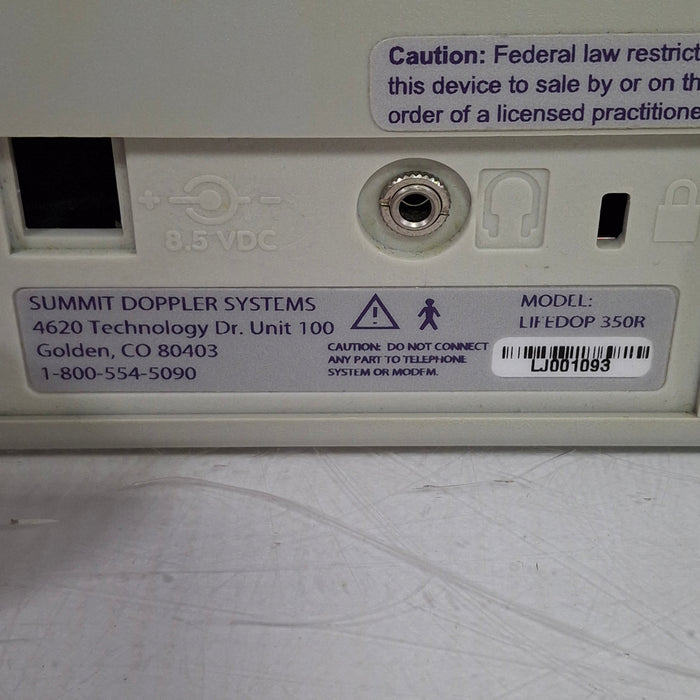 Caution: Federal law restrict
this device to sale by or on th
order of a licensed practitione
+ -
8.5 VDC
SUMMIT DOPPLER SYSTEMS
4620 Technology Dr. Unit 100
Golden, CO 80403
1-800-554-5090
CAUTION: DO NOT CONNECT
ANY PART TO TELEPHONE
SYSTEM OR MODEM.
MODEL:
LIFEDOP 350R
LJ001093